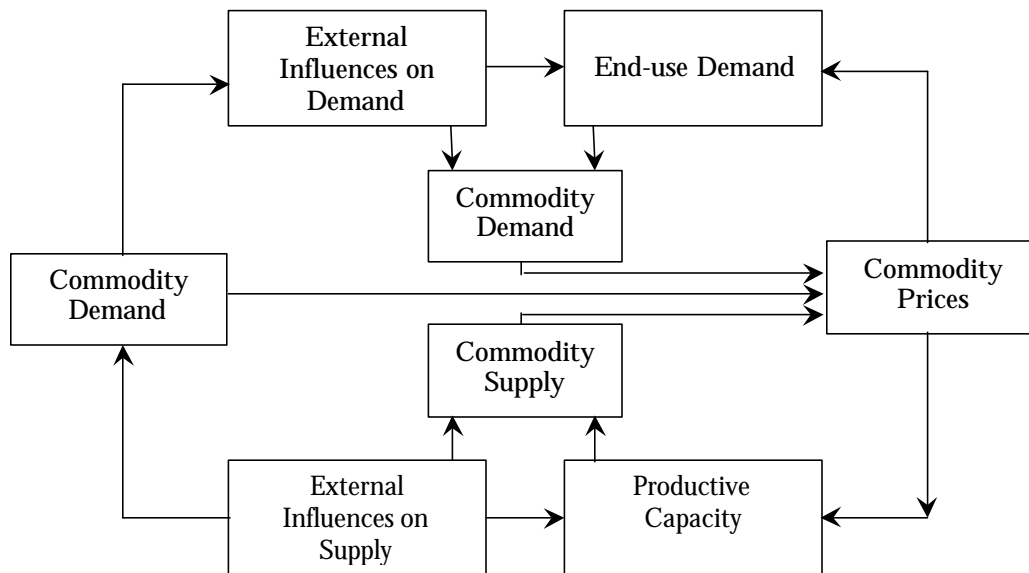 External
Influences on
Demand
End-use Demand
Commodity
Demand
Commodity
Demand
Commodity
Prices
Commodity
Supply
External
Influences on
Supply
Productive
Capacity